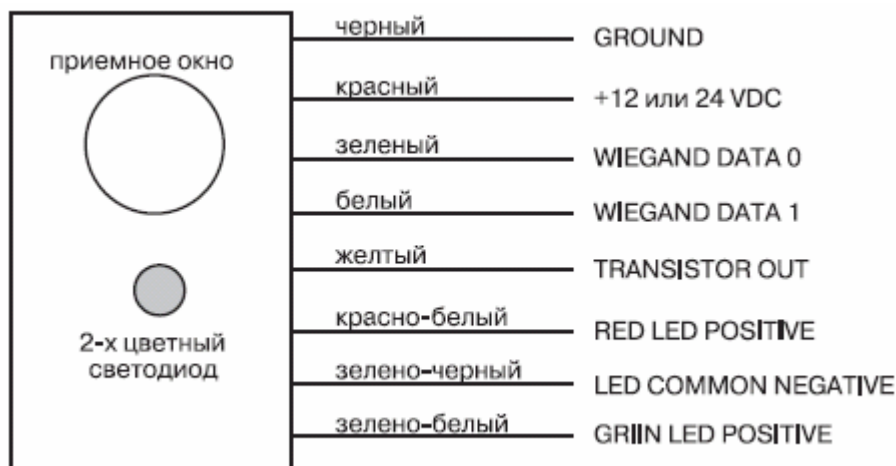 приемное окно
2-х цветный
светодиод
черный GROUND
красный +12 или 24 VDC
зеленый WIEGAND DATA 0
белый WIEGAND DATA 1
желтый TRANSISTOR OUT
красно-белый RED LED POSITIVE
зелено-черный LED COMMON NEGATIVE
зелено-белый GRIIN LED POSITIVE